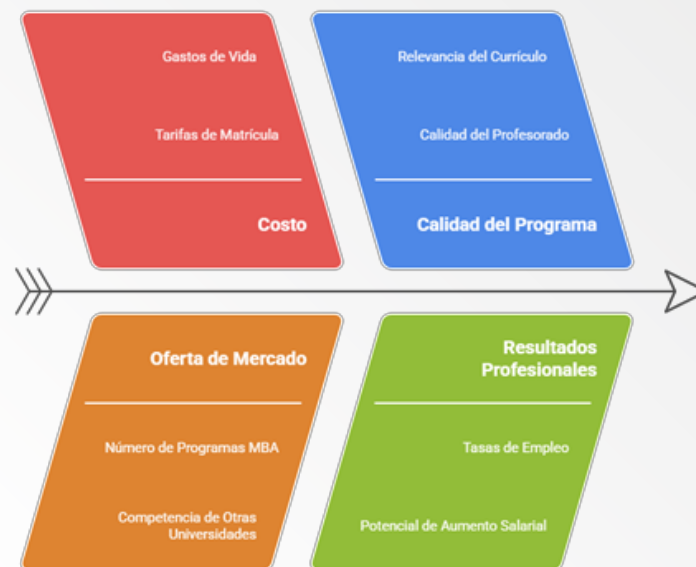 Gastos de Vida
Tarifas de Matrícula
Costo
Relevancia del Currículo
Calidad del Profesorado
Calidad del Programa
Oferta de Mercado
Número de Programas MBA
Competencia de Otras
Universidades
Resultados
Profesionales
Tasas de Empleo
Potencial de Aumento Salarial